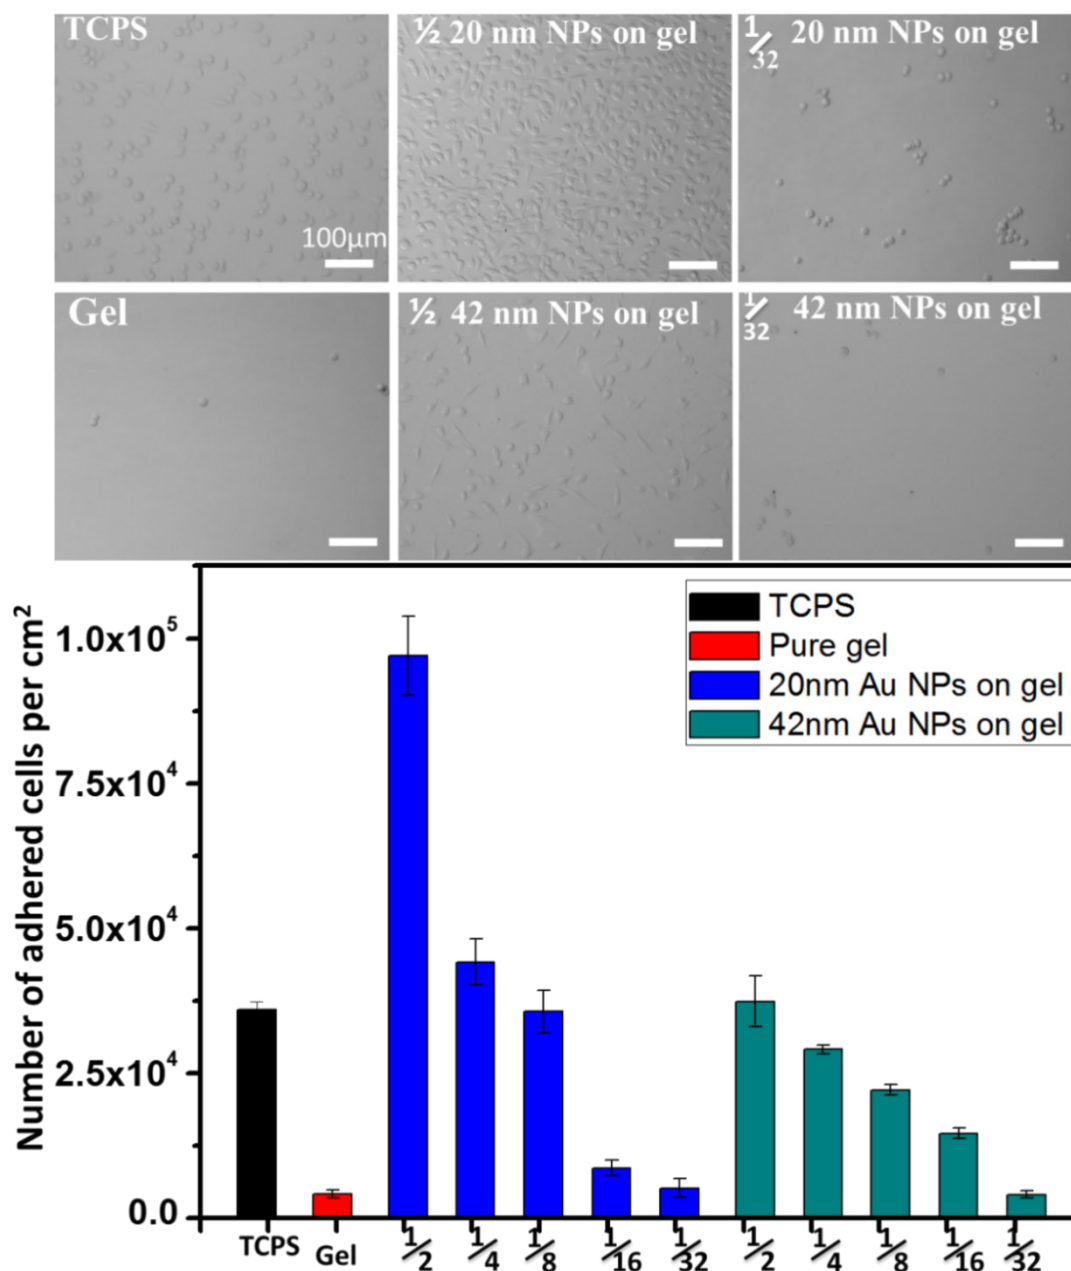 TCPS
½ 20 nm NPs on gel
1/32 20 nm NPs on gel
100μm
Gel
½ 42 nm NPs on gel
1/32 42 nm NPs on gel
Number of adhered cells per cm²
1.0x10⁵
7.5x10⁴
5.0x10⁴
2.5x10⁴
0.0
TCPS
Pure gel
20nm Au NPs on gel
42nm Au NPs on gel
TCPS Gel 1/2 1/4 1/8 1/16 1/32 1/2 1/4 1/8 1/16 1/32